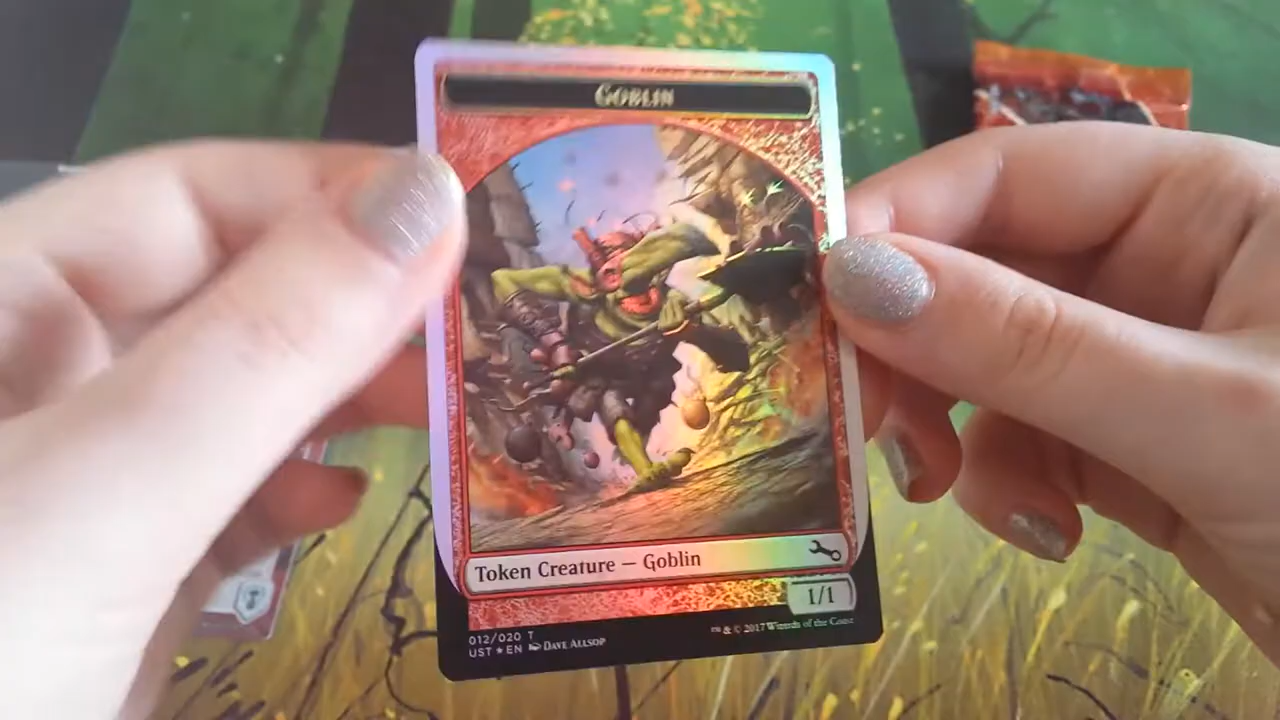 Goblin
Token Creature — Goblin
1/1
012/020 T
™ & © 2017 Wizards of the Coast
UST ★ EN Dave Allsop